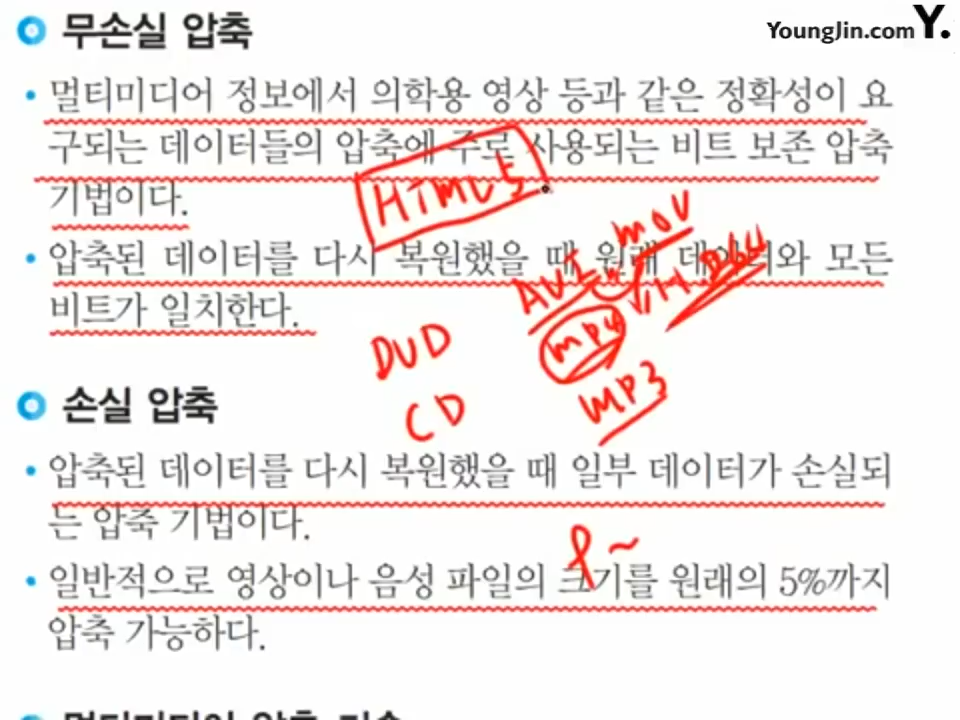 무손실 압축
YoungJin.com Y.
• 멀티미디어 정보에서 의학용 영상 등과 같은 정확성이 요
구되는 데이터들의 압축에 주로 사용되는 비트 보존 압축
기법이다.
HTML5
mov
• 압축된 데이터를 다시 복원했을 때 원래 데이터와 모든
AVI
H.264
비트가 일치한다.
DVD
mp4
CD
MP3
손실 압축
• 압축된 데이터를 다시 복원했을 때 일부 데이터가 손실되
는 압축 기법이다.
• 일반적으로 영상이나 음성 파일의 크기를 원래의 5%까지
압축 가능하다.